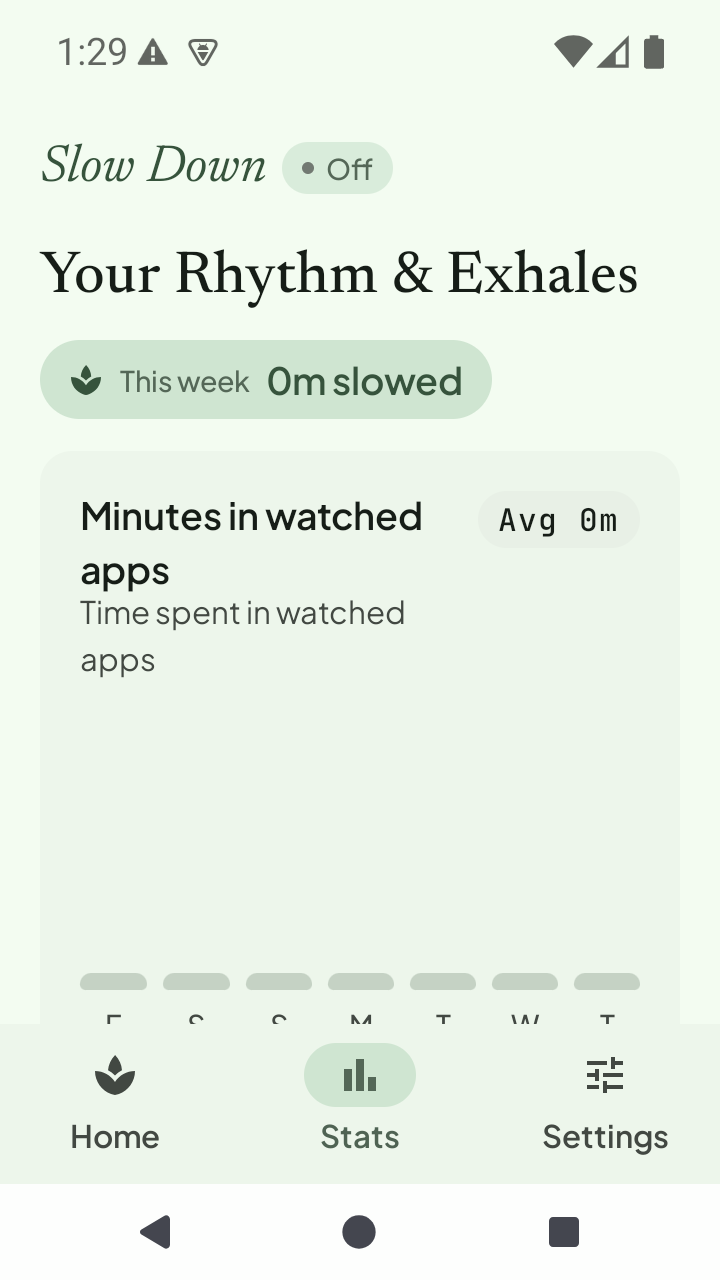 1:29
Slow Down
Off
Your Rhythm & Exhales
This week 0m slowed
Minutes in watched
apps
Avg 0m
Time spent in watched
apps
F S S M T W T
Home
Stats
Settings